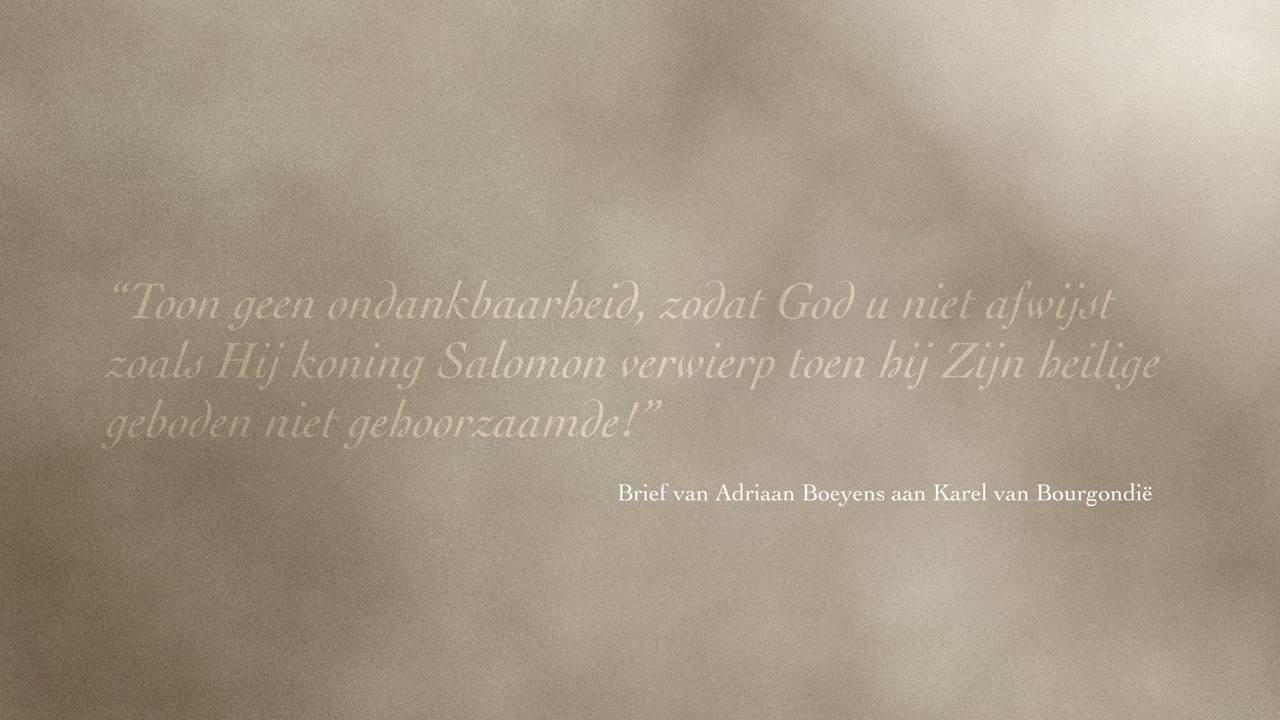 “Toon geen ondankbaarheid, zodat God u niet afwijst
zoals Hij koning Salomon verwierp toen hij Zijn heilige
geboden niet gehoorzaamde!”
Brief van Adriaan Boeyens aan Karel van Bourgondië